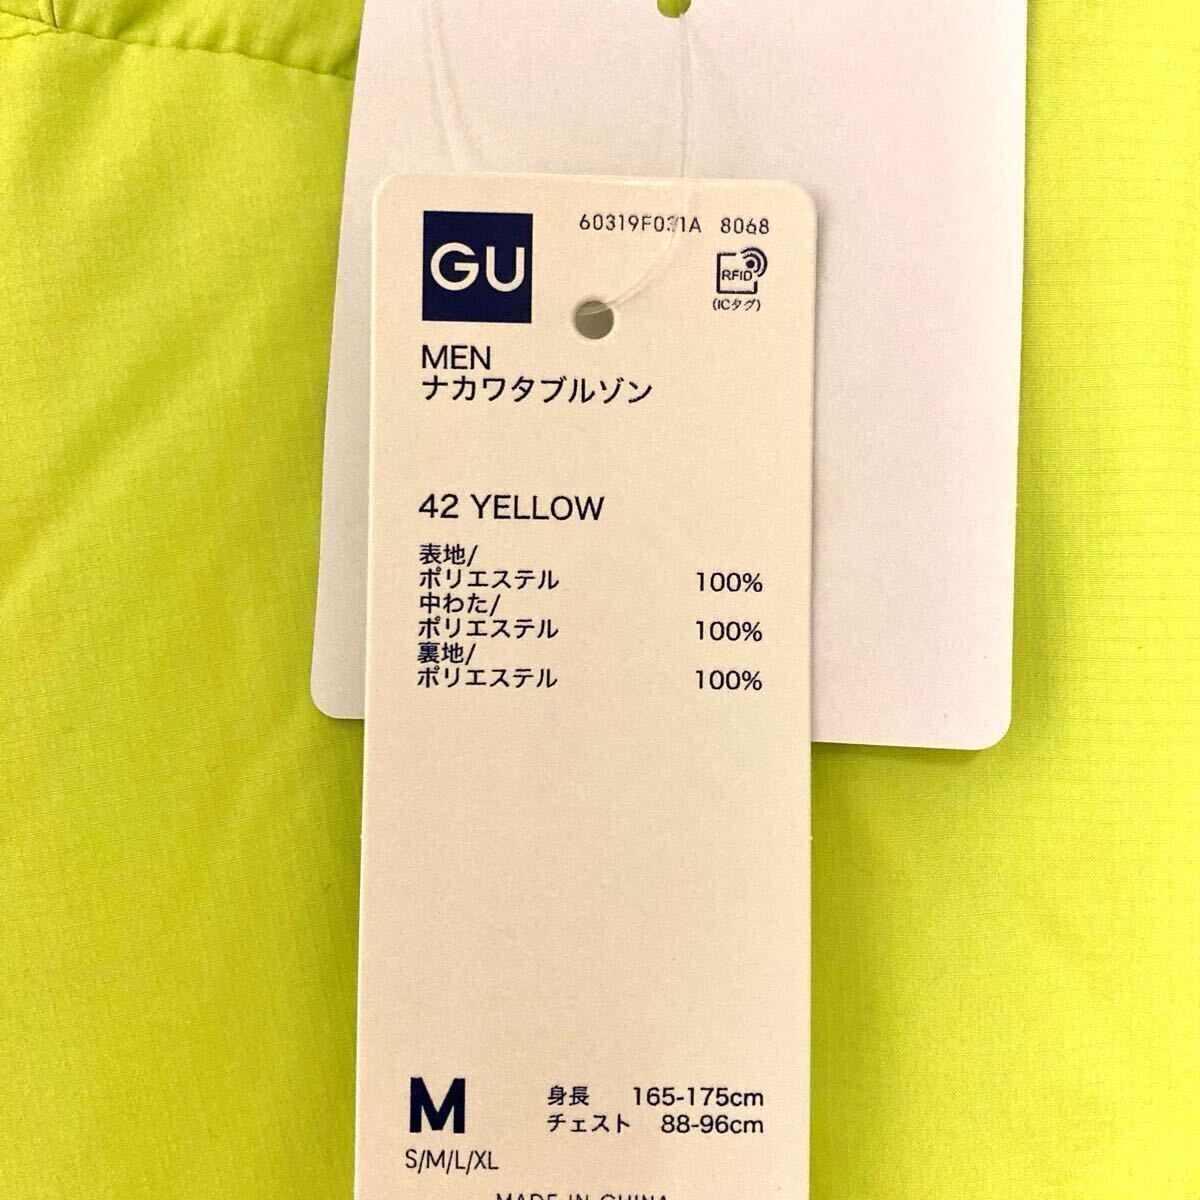 60319F031A 8068
GU
RFID
(ICタグ)
MEN
ナカワタブルゾン
42 YELLOW
表地/
ポリエステル 100%
中わた/
ポリエステル 100%
裏地/
ポリエステル 100%
M 身長 165-175cm
チェスト 88-96cm
S/M/L/XL
MADE IN CHINA